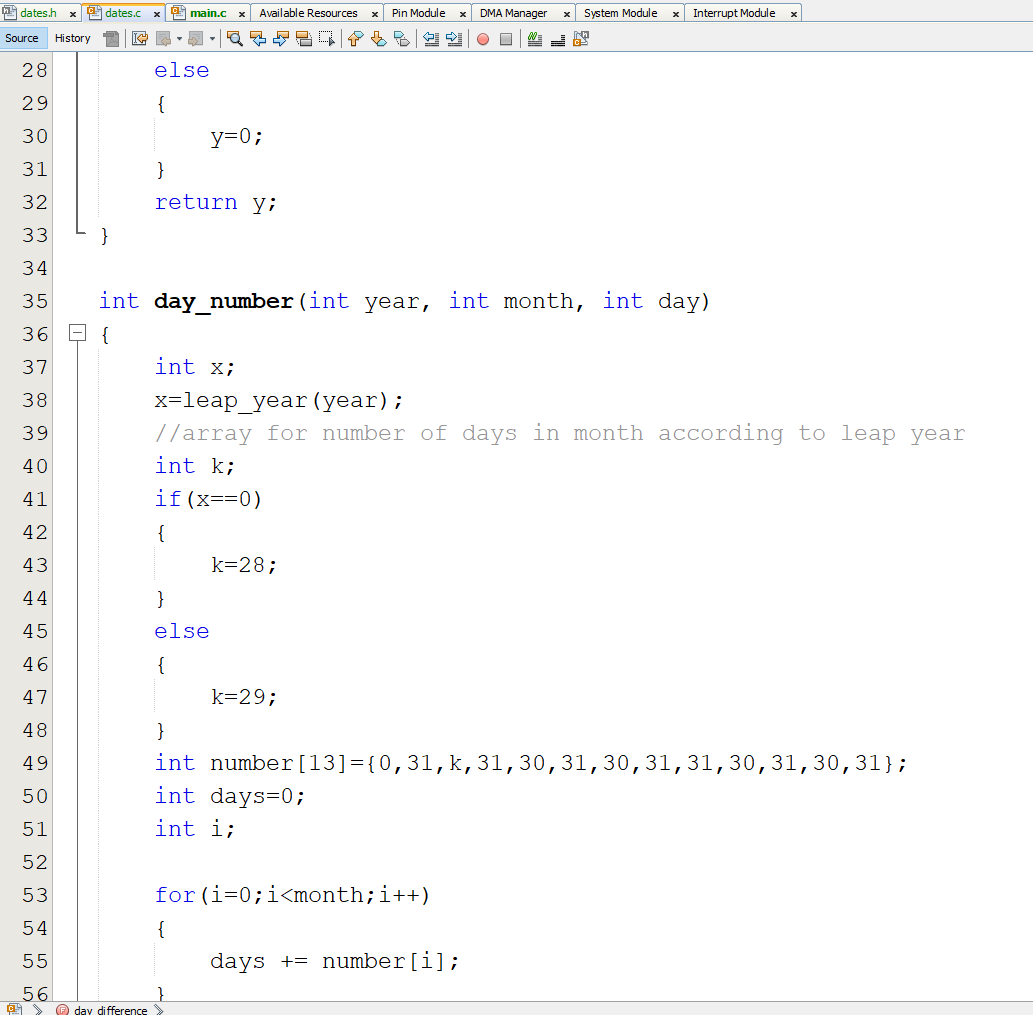 dates.h x dates.c x main.c x Available Resources x Pin Module x DMA Manager x System Module x Interrupt Module x
Source History
28 else
29 {
30 y=0;
31 }
32 return y;
33 }
34
35 int day_number(int year, int month, int day)
36 {
37 int x;
38 x=leap_year(year);
39 //array for number of days in month according to leap year
40 int k;
41 if(x==0)
42 {
43 k=28;
44 }
45 else
46 {
47 k=29;
48 }
49 int number[13]={0,31,k,31,30,31,30,31,31,30,31,30,31};
50 int days=0;
51 int i;
52
53 for(i=0;i<month;i++)
54 {
55 days += number[i];
56 }
day_difference